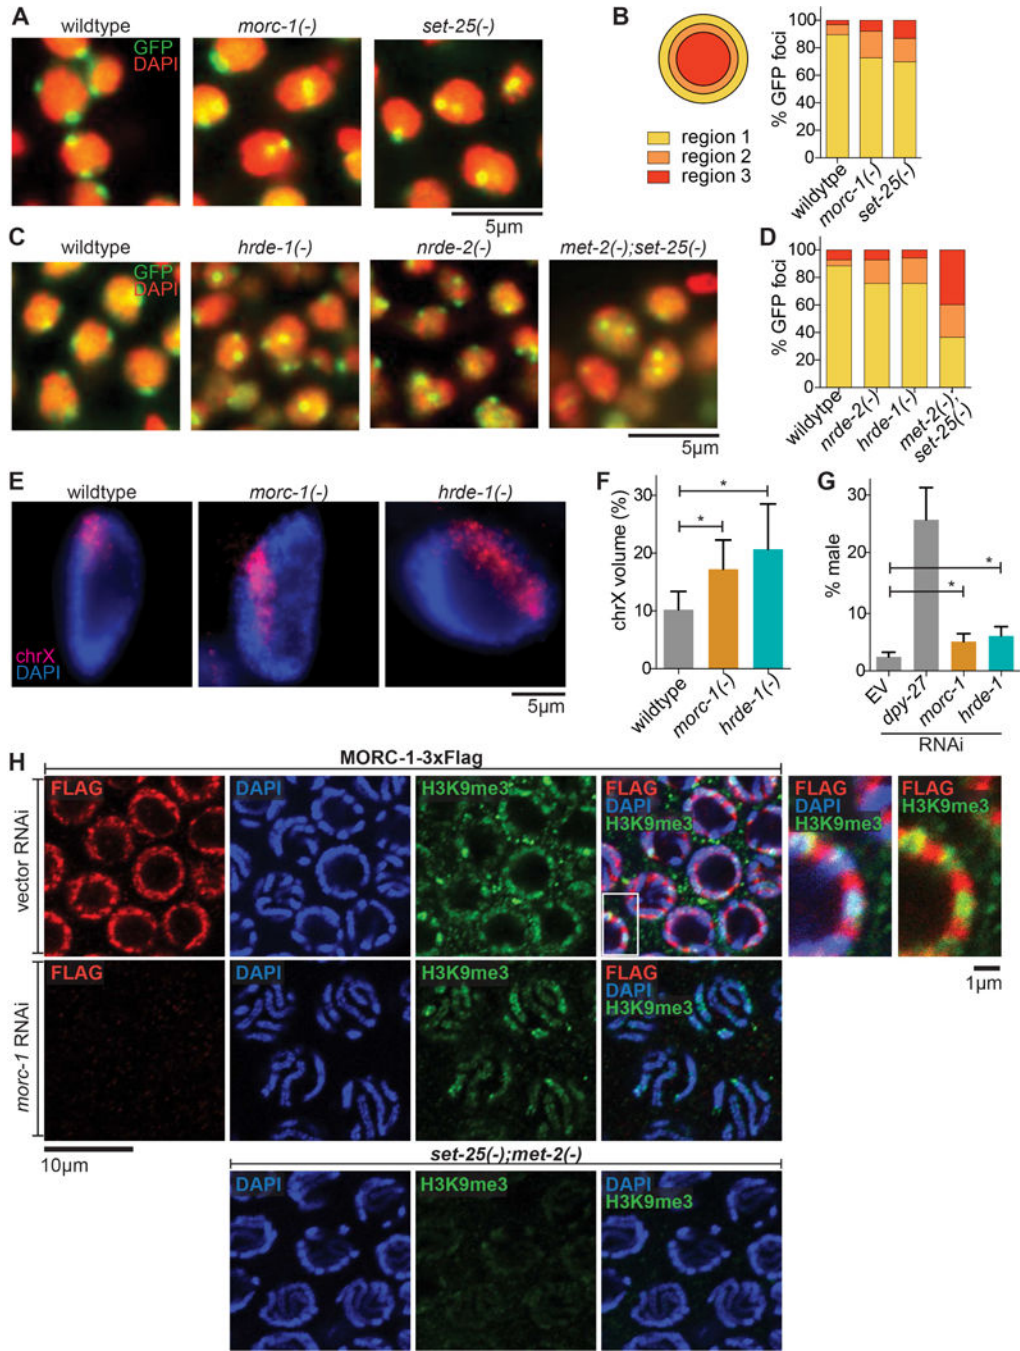 A
wildtype
morc-1(-)
set-25(-)
GFP
DAPI
5µm
B
region 1
region 2
region 3
% GFP foci
100
80
60
40
20
0
wildytpe
morc-1(-)
set-25(-)
C
wildtype
hrde-1(-)
nrde-2(-)
met-2(-);set-25(-)
GFP
DAPI
5µm
D
% GFP foci
100
80
60
40
20
0
wildytpe
nrde-2(-)
hrde-1(-)
met-2(-);
set-25(-)
E
wildtype
morc-1(-)
hrde-1(-)
chrX
DAPI
5µm
F
chrX volume (%)
30
20
10
0
*
*
wildtype
morc-1(-)
hrde-1(-)
G
% male
30
20
10
0
*
*
EV
dpy-27
morc-1
hrde-1
RNAi
H
MORC-1-3xFlag
vector RNAi
FLAG
DAPI
H3K9me3
FLAG
DAPI
H3K9me3
FLAG
DAPI
H3K9me3
FLAG
H3K9me3
1µm
morc-1 RNAi
FLAG
DAPI
H3K9me3
FLAG
DAPI
H3K9me3
10µm
set-25(-);met-2(-)
DAPI
H3K9me3
DAPI
H3K9me3